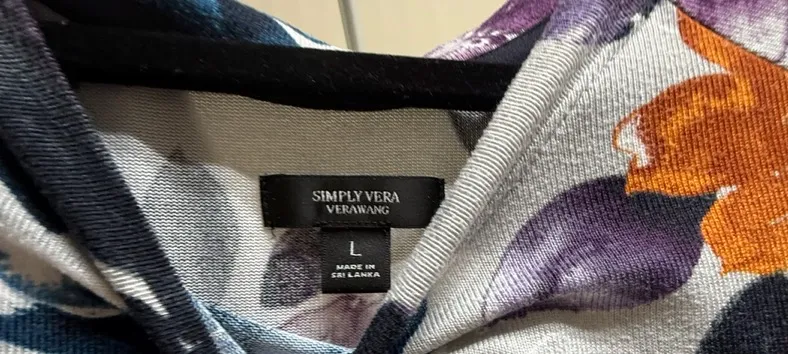 SIMPLY VERA
VERAWANG
L
MADE IN
SRI LANKA